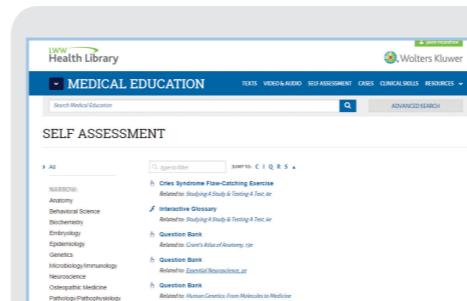 LWW
Health Library
Wolters Kluwer
MEDICAL EDUCATION
TEXTS VIDEO & AUDIO SELF ASSESSMENT CASES CLINICAL SKILLS RESOURCES
Search Medical Education
ADVANCED SEARCH
SELF ASSESSMENT
All
type to filter
JUMP TO: C I Q R S
NARROW:
Anatomy
Behavioral Science
Biochemistry
Embryology
Epidemiology
Genetics
Microbiology/Immunology
Neuroscience
Osteopathic Medicine
Pathology/Pathophysiology
Cries Syndrome Flaw-Catching Exercise
Related to: Studying A Study & Testing A Test, 6e
Interactive Glossary
Related to: Studying A Study & Testing A Test, 6e
Question Bank
Related to: Grant's Atlas of Anatomy, 13e
Question Bank
Related to: Essential Neuroscience, 2e
Question Bank
Related to: Human Genetics: From Molecules to Medicine